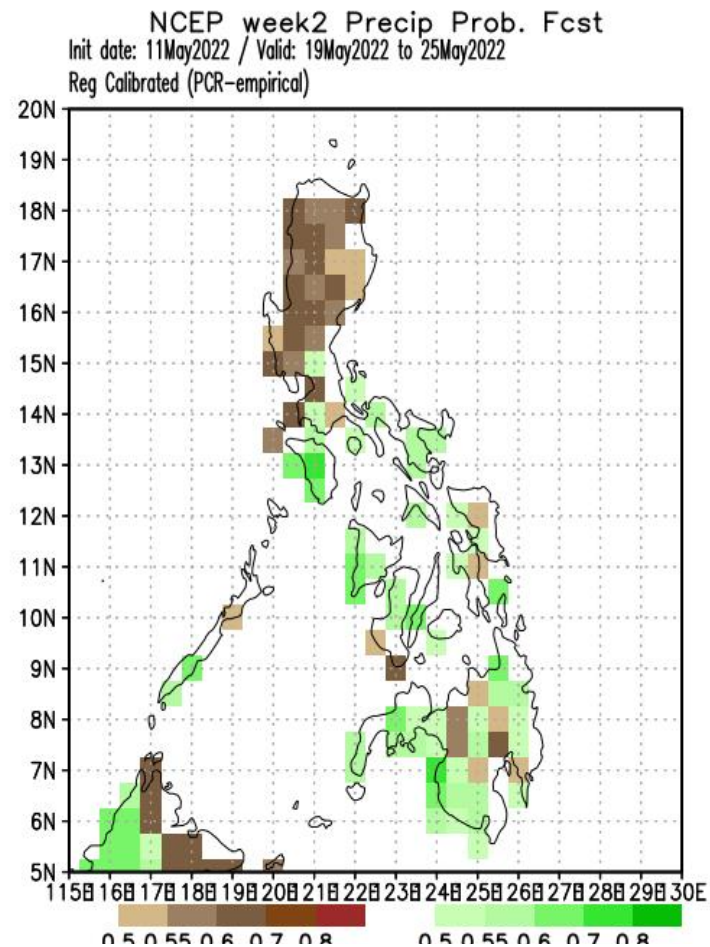 NCEP week2 Precip Prob. Fcst
Init date: 11May2022 / Valid: 19May2022 to 25May2022
Reg Calibrated (PCR-empirical)
20N
19N
18N
17N
16N
15N
14N
13N
12N
11N
10N
9N
8N
7N
6N
5N
115E 116E 117E 118E 119E 120E 121E 122E 123E 124E 125E 126E 127E 128E 129E 130E
0.5 0.55 0.6 0.7 0.8 0.5 0.55 0.6 0.7 0.8